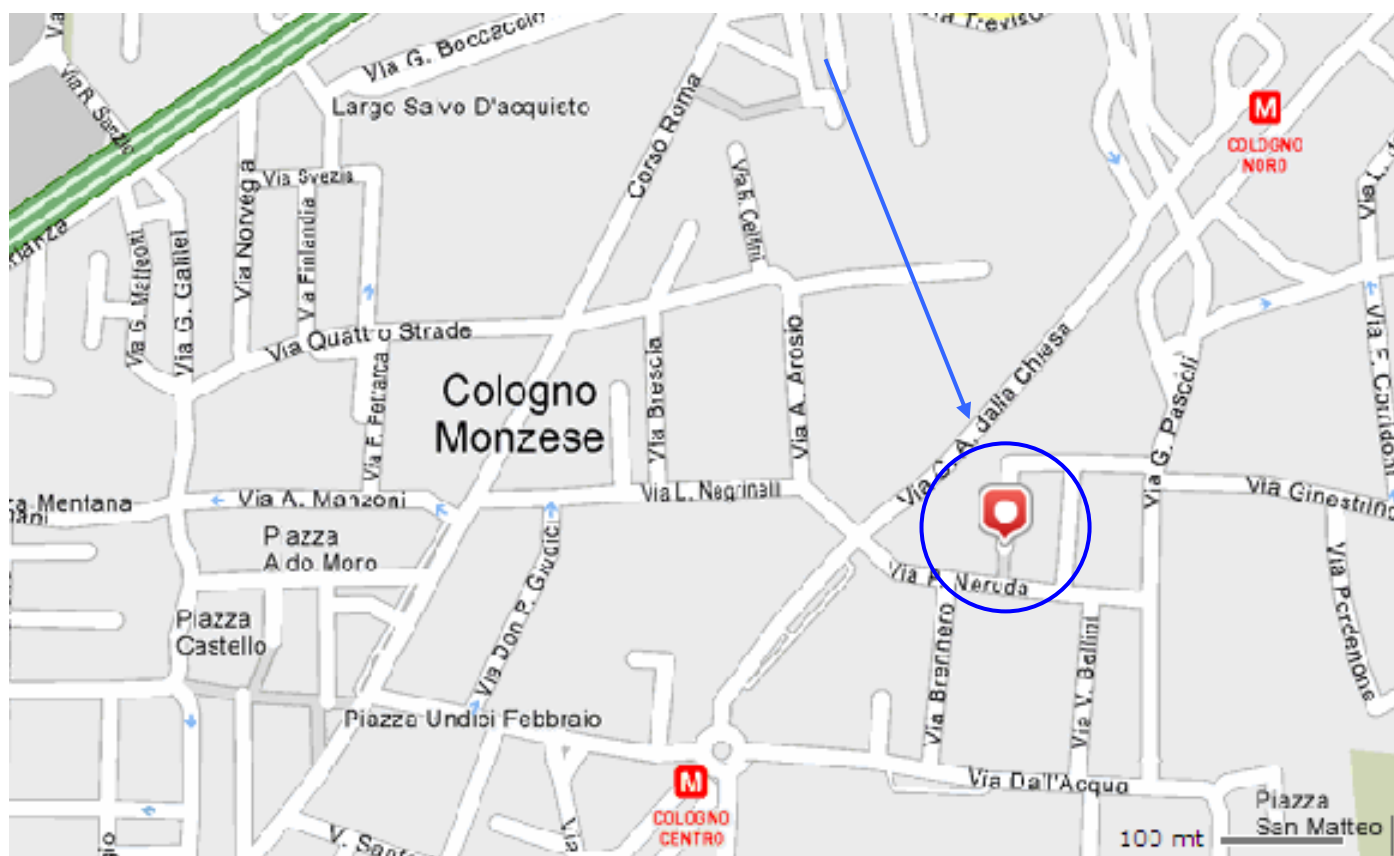 Via G. Boccaccio
Via Treviso
Via R. Sanzio
Largo Salvo D'acquisto
Corso Roma
M
COLOGNO
NORD
Via Svezia
Via Norvegia
Via Finlandia
Via B. Cellini
Via L.
Via G. Matteotti
Via G. Galilei
Via Quattro Strade
Via F. Petrarca
Cologno
Monzese
Via Brescia
Via A. Arosio
Via C. A. dalla Chiesa
Via G. Pascoli
Via F. Corridoni
Mentana
Via A. Manzoni
Via L. Negrinelli
Via Ginestrino
Piazza
Aldo Moro
Via Don P. Giudici
Via P. Neruda
Via Pordenone
Piazza
Castello
Via Brennero
Via V. Bellini
Piazza Undici Febbraio
M
COLOGNO
CENTRO
Via Dall'Acqua
Piazza
San Matteo
100 mt
V.
Via